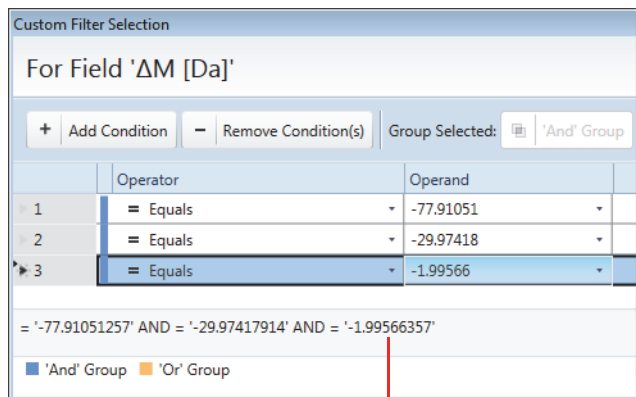 Custom Filter Selection
For Field 'ΔM [Da]'
+ Add Condition − Remove Condition(s) Group Selected: 'And' Group
Operator Operand
1 = Equals -77.91051
2 = Equals -29.97418
3 = Equals -1.99566
= '-77.91051257' AND = '-29.97417914' AND = '-1.99566357'
'And' Group 'Or' Group